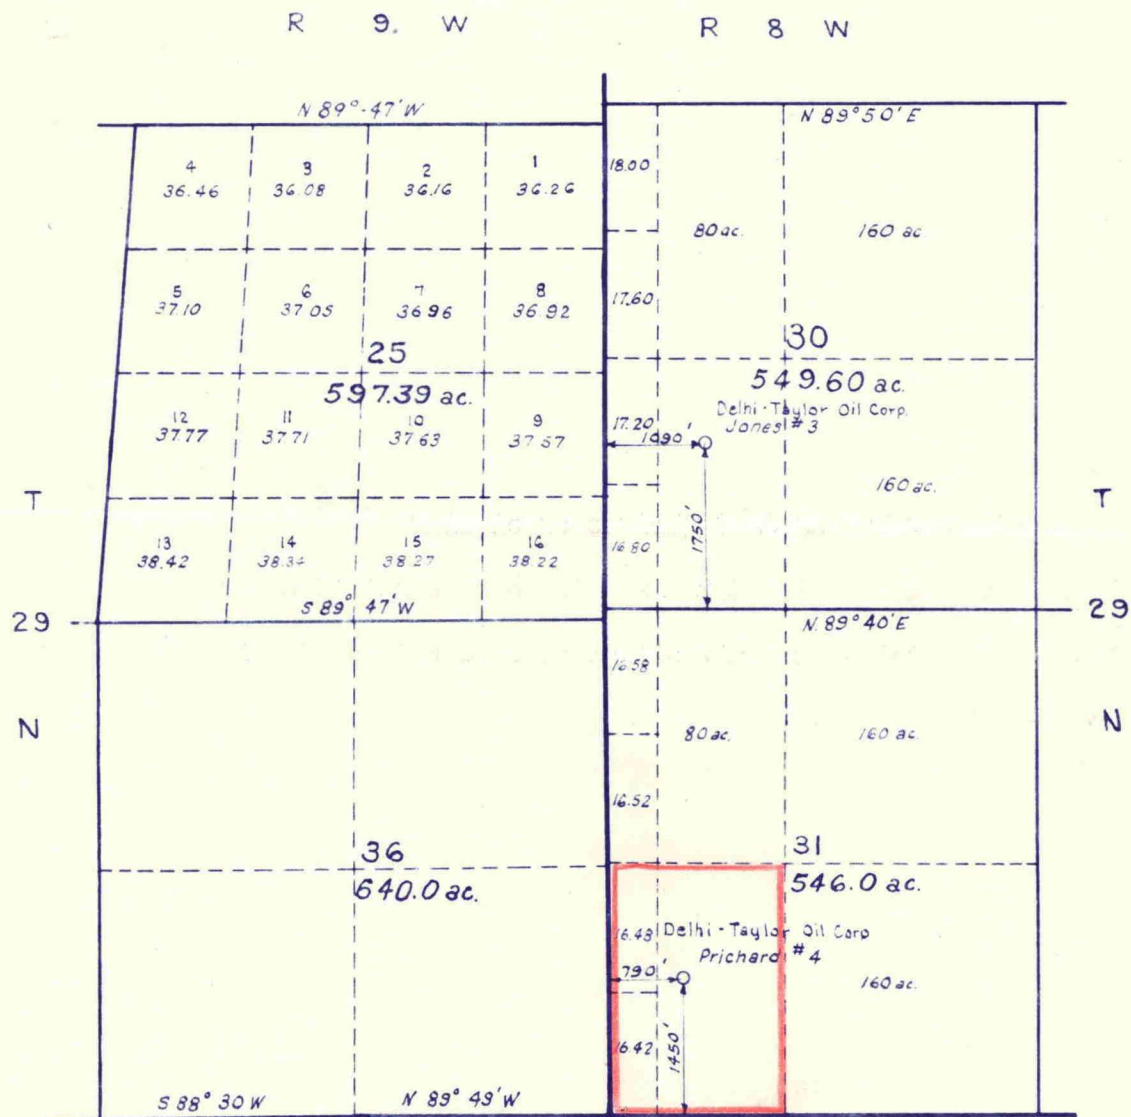 R 9. W
R 8 W
N 89°-47' W
N 89° 50' E
4
36.46
3
36.08
2
36.16
1
36.26
18.00
80 ac.
160 ac
5
37.10
6
37.05
7
36.96
8
36.92
17.60
25
597.39 ac.
30
549.60 ac.
12
37.77
11
37.71
10
37.63
9
37.57
17.20
1090'
Delhi-Taylor Oil Corp.
Jones #3
160 ac.
1750'
T
29
N
T
29
N
13
38.42
14
38.34
15
38.27
16
38.22
16.80
S 89° 47' W
N. 89° 40' E
16.58
80 ac.
160 ac.
16.52
36
640.0 ac.
31
546.0 ac.
16.48
Delhi-Taylor Oil Corp
Prichard #4
790'
160 ac.
16.42
1450'
S 88° 30 W
N 89° 49' W